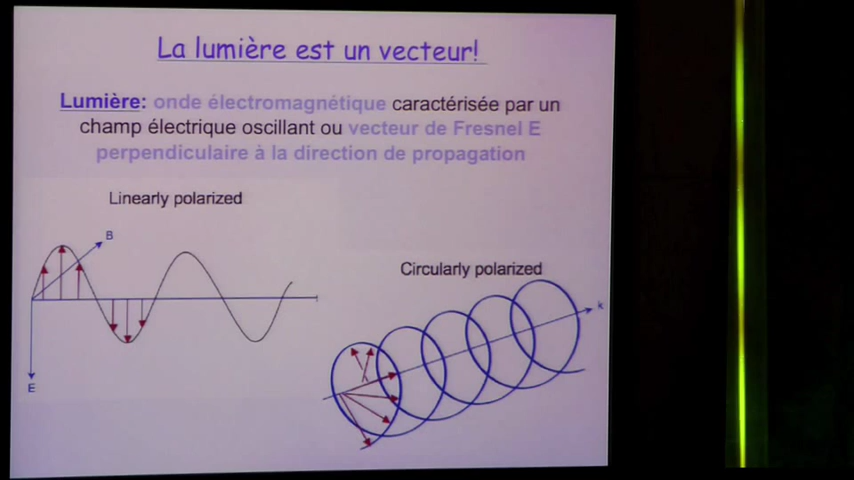 La lumière est un vecteur!
Lumière: onde électromagnétique caractérisée par un
champ électrique oscillant ou vecteur de Fresnel E
perpendiculaire à la direction de propagation
Linearly polarized
B
Circularly polarized
k
E